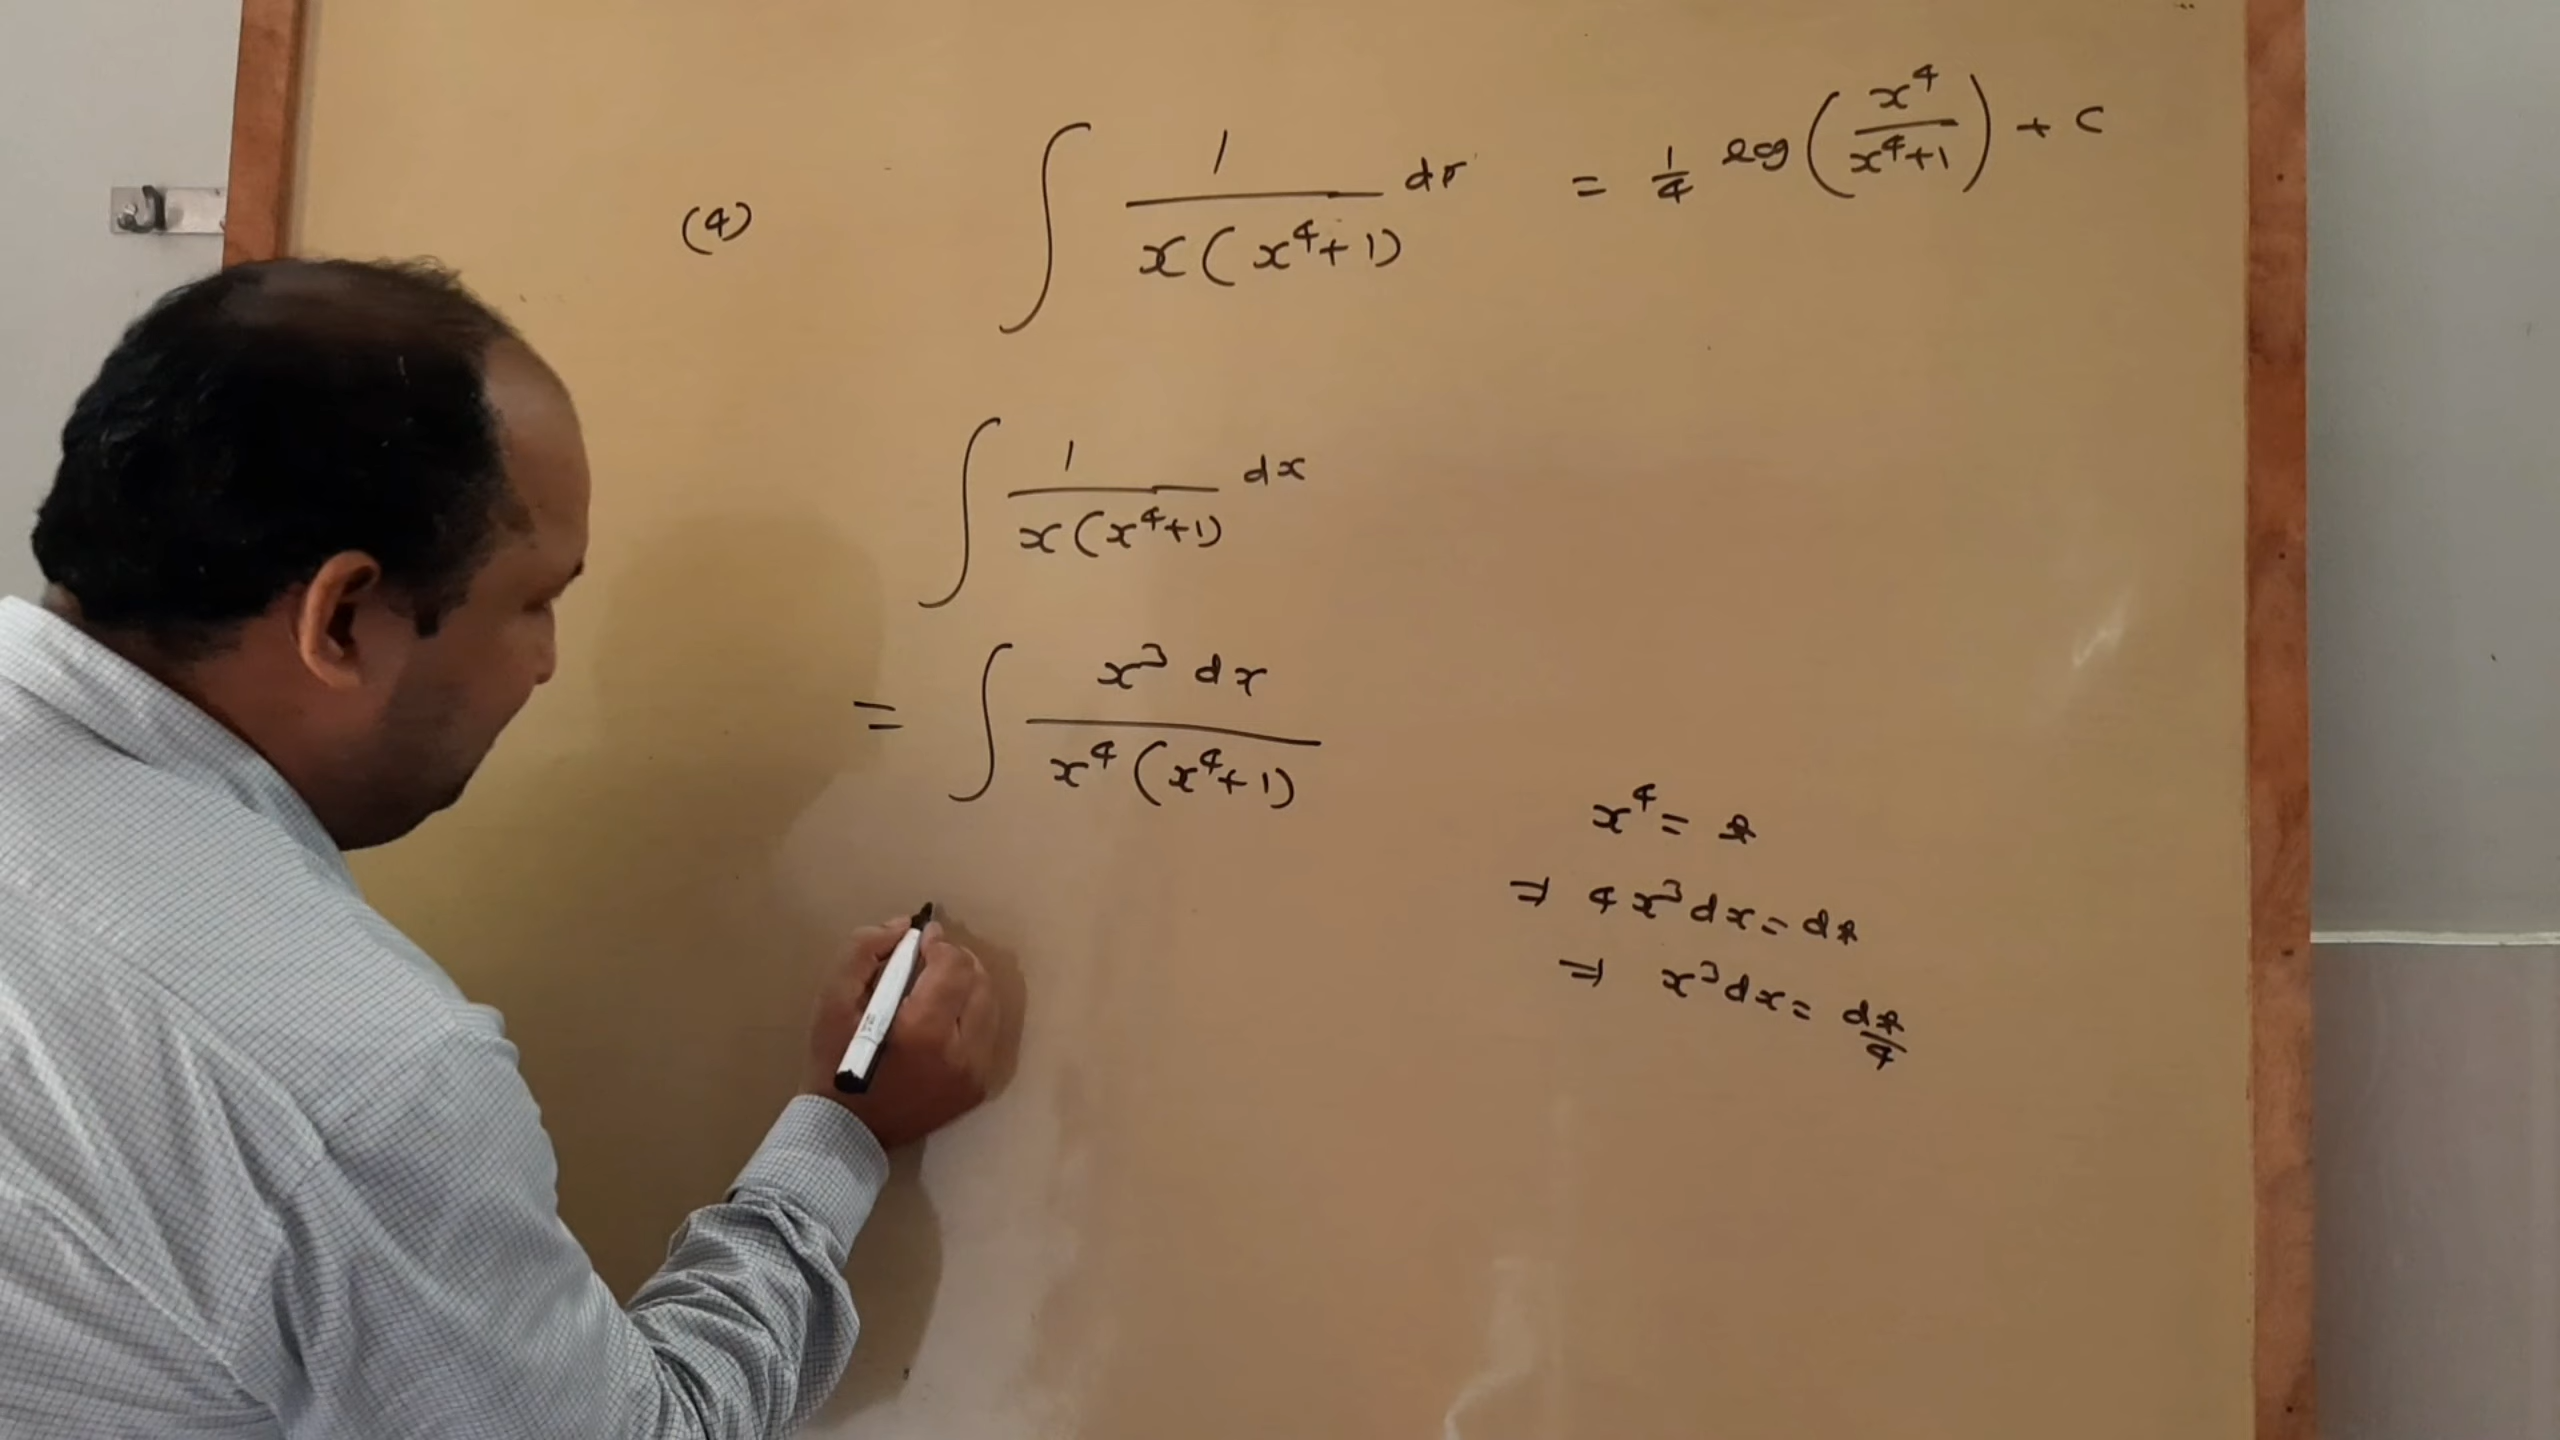 (4) ∫ 1/(x(x⁴+1)) dx = 1/4 log(x⁴/(x⁴+1)) + C
∫ 1/(x(x⁴+1)) dx
= ∫ x³ dx/(x⁴(x⁴+1))
x⁴ = t
⇒ 4x³dx = dt
⇒ x³dx = dt/4